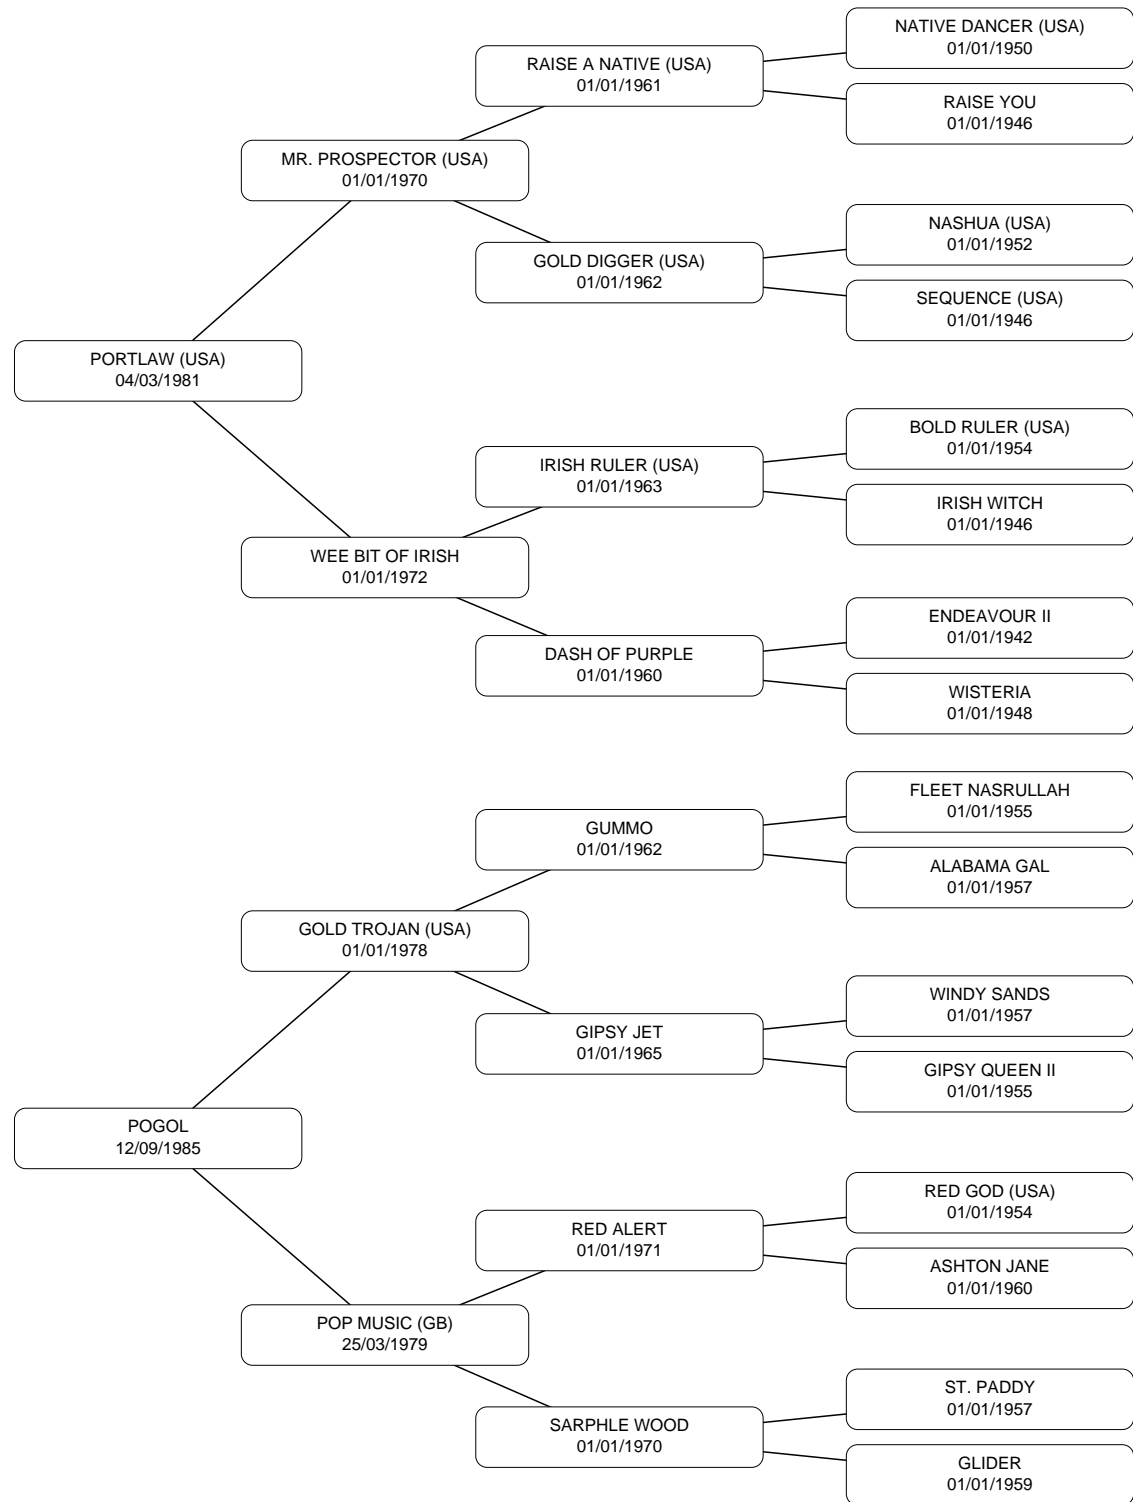 NATIVE DANCER (USA)
01/01/1950
RAISE A NATIVE (USA)
01/01/1961
RAISE YOU
01/01/1946
MR. PROSPECTOR (USA)
01/01/1970
NASHUA (USA)
01/01/1952
GOLD DIGGER (USA)
01/01/1962
SEQUENCE (USA)
01/01/1946
PORTLAW (USA)
04/03/1981
BOLD RULER (USA)
01/01/1954
IRISH RULER (USA)
01/01/1963
IRISH WITCH
01/01/1946
WEE BIT OF IRISH
01/01/1972
ENDEAVOUR II
01/01/1942
DASH OF PURPLE
01/01/1960
WISTERIA
01/01/1948
FLEET NASRULLAH
01/01/1955
GUMMO
01/01/1962
ALABAMA GAL
01/01/1957
GOLD TROJAN (USA)
01/01/1978
WINDY SANDS
01/01/1957
GIPSY JET
01/01/1965
GIPSY QUEEN II
01/01/1955
POGOL
12/09/1985
RED GOD (USA)
01/01/1954
RED ALERT
01/01/1971
ASHTON JANE
01/01/1960
POP MUSIC (GB)
25/03/1979
ST. PADDY
01/01/1957
SARPHLE WOOD
01/01/1970
GLIDER
01/01/1959